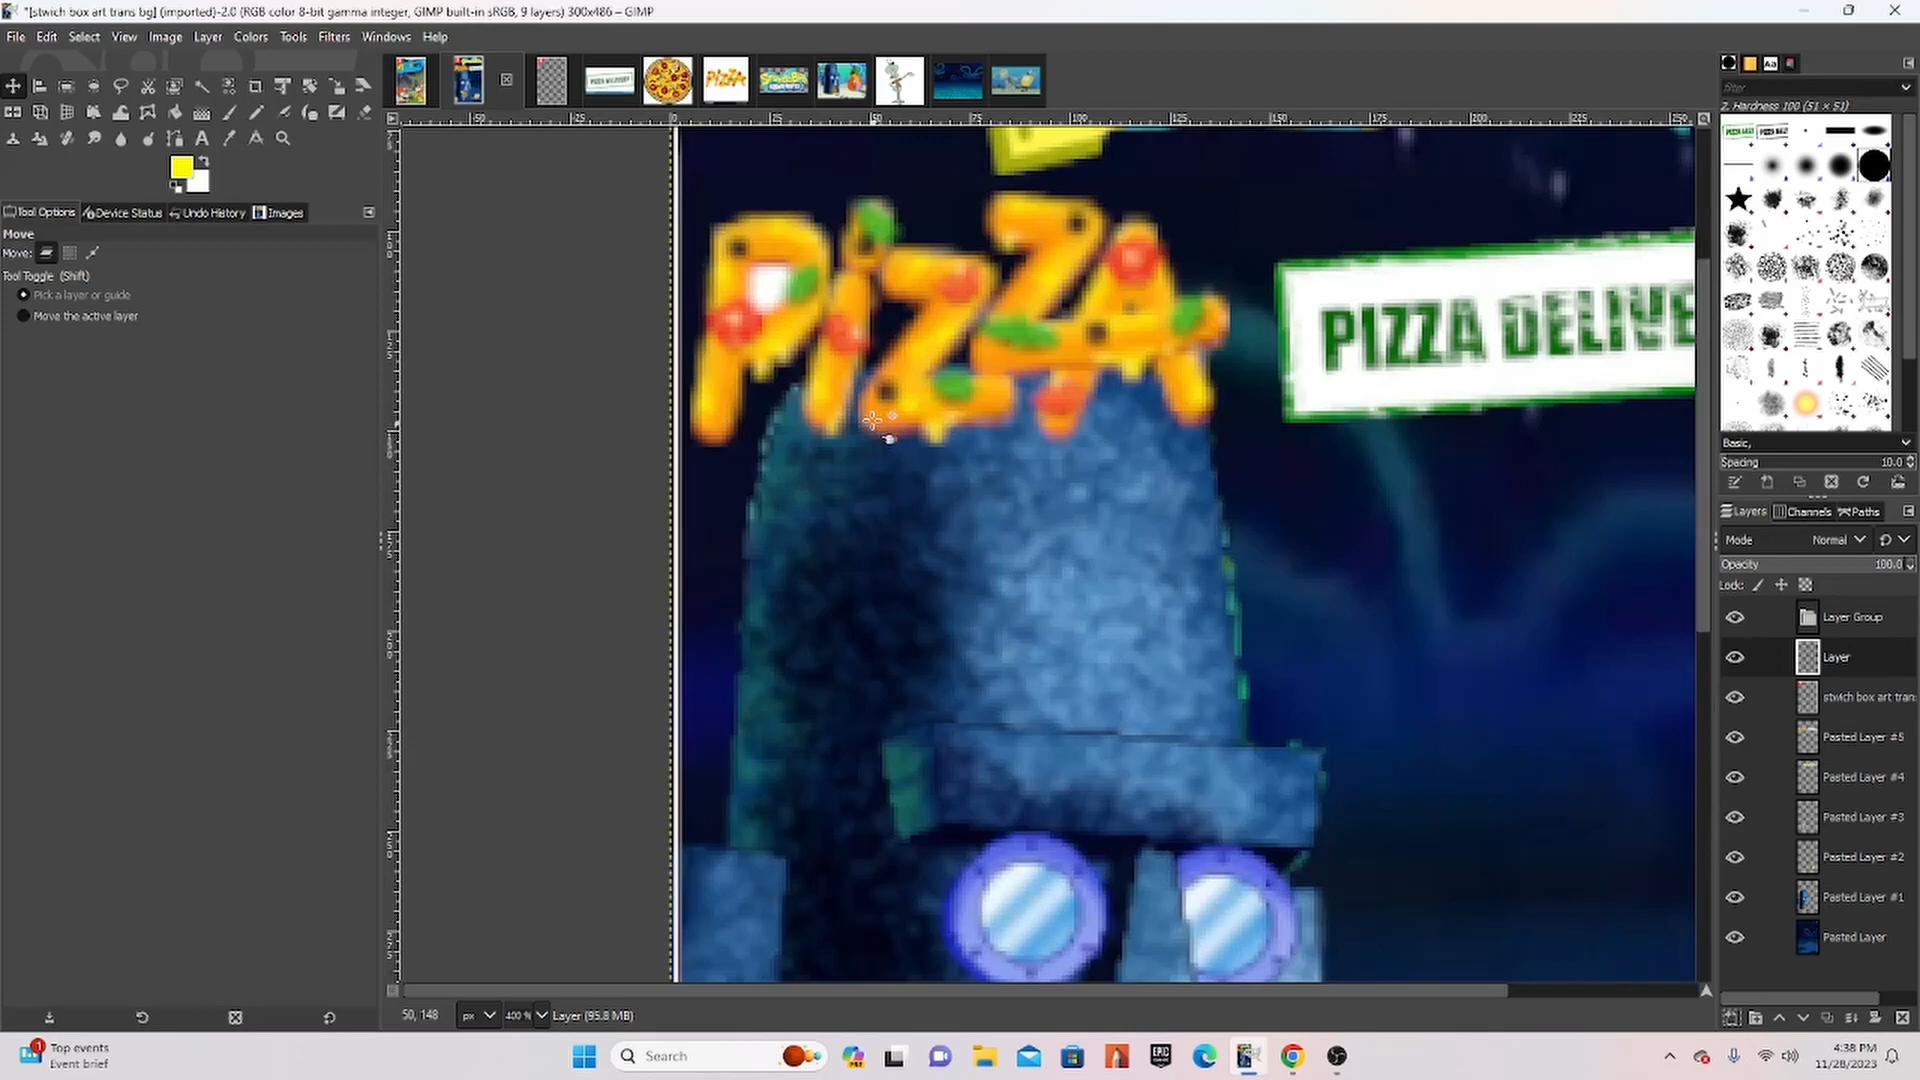 *[stwich box art trans bg] (imported)-2.0 (RGB color 8-bit gamma integer, GIMP built-in sRGB, 9 layers) 300x486 – GIMP
File Edit Select View Image Layer Colors Tools Filters Windows Help
Tool Options Device Status Undo History Images
Move
Move:
Tool Toggle (Shift)
Pick a layer or guide
Move the active layer
PIZZA
PIZZA DELIVE
filter
2. Hardness 100 (51 × 51)
Basic,
Spacing 10.0
Layers Channels Paths
Mode Normal
Opacity 100.0
Lock:
Layer Group
Layer
stwich box art tran
Pasted Layer #5
Pasted Layer #4
Pasted Layer #3
Pasted Layer #2
Pasted Layer #1
Pasted Layer
50, 148 px 400 % Layer (95.8 MB)
Top events
Event brief
Search
4:38 PM
11/28/2023